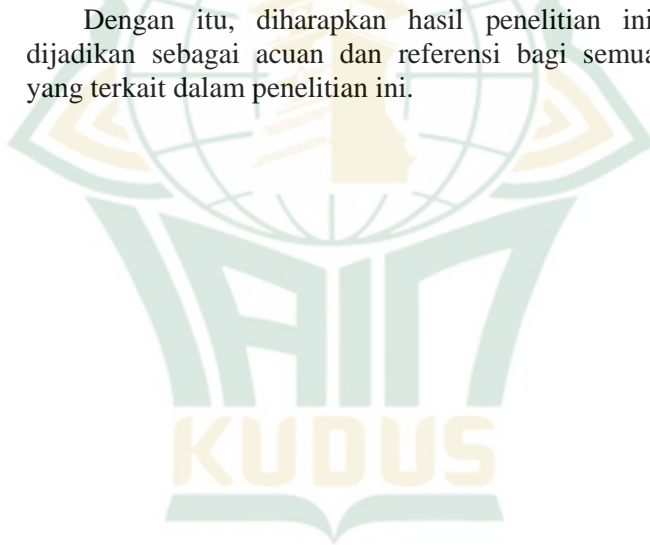 Dengan itu, diharapkan hasil penelitian ini
dijadikan sebagai acuan dan referensi bagi semua
yang terkait dalam penelitian ini.
IAIN
KUDUS